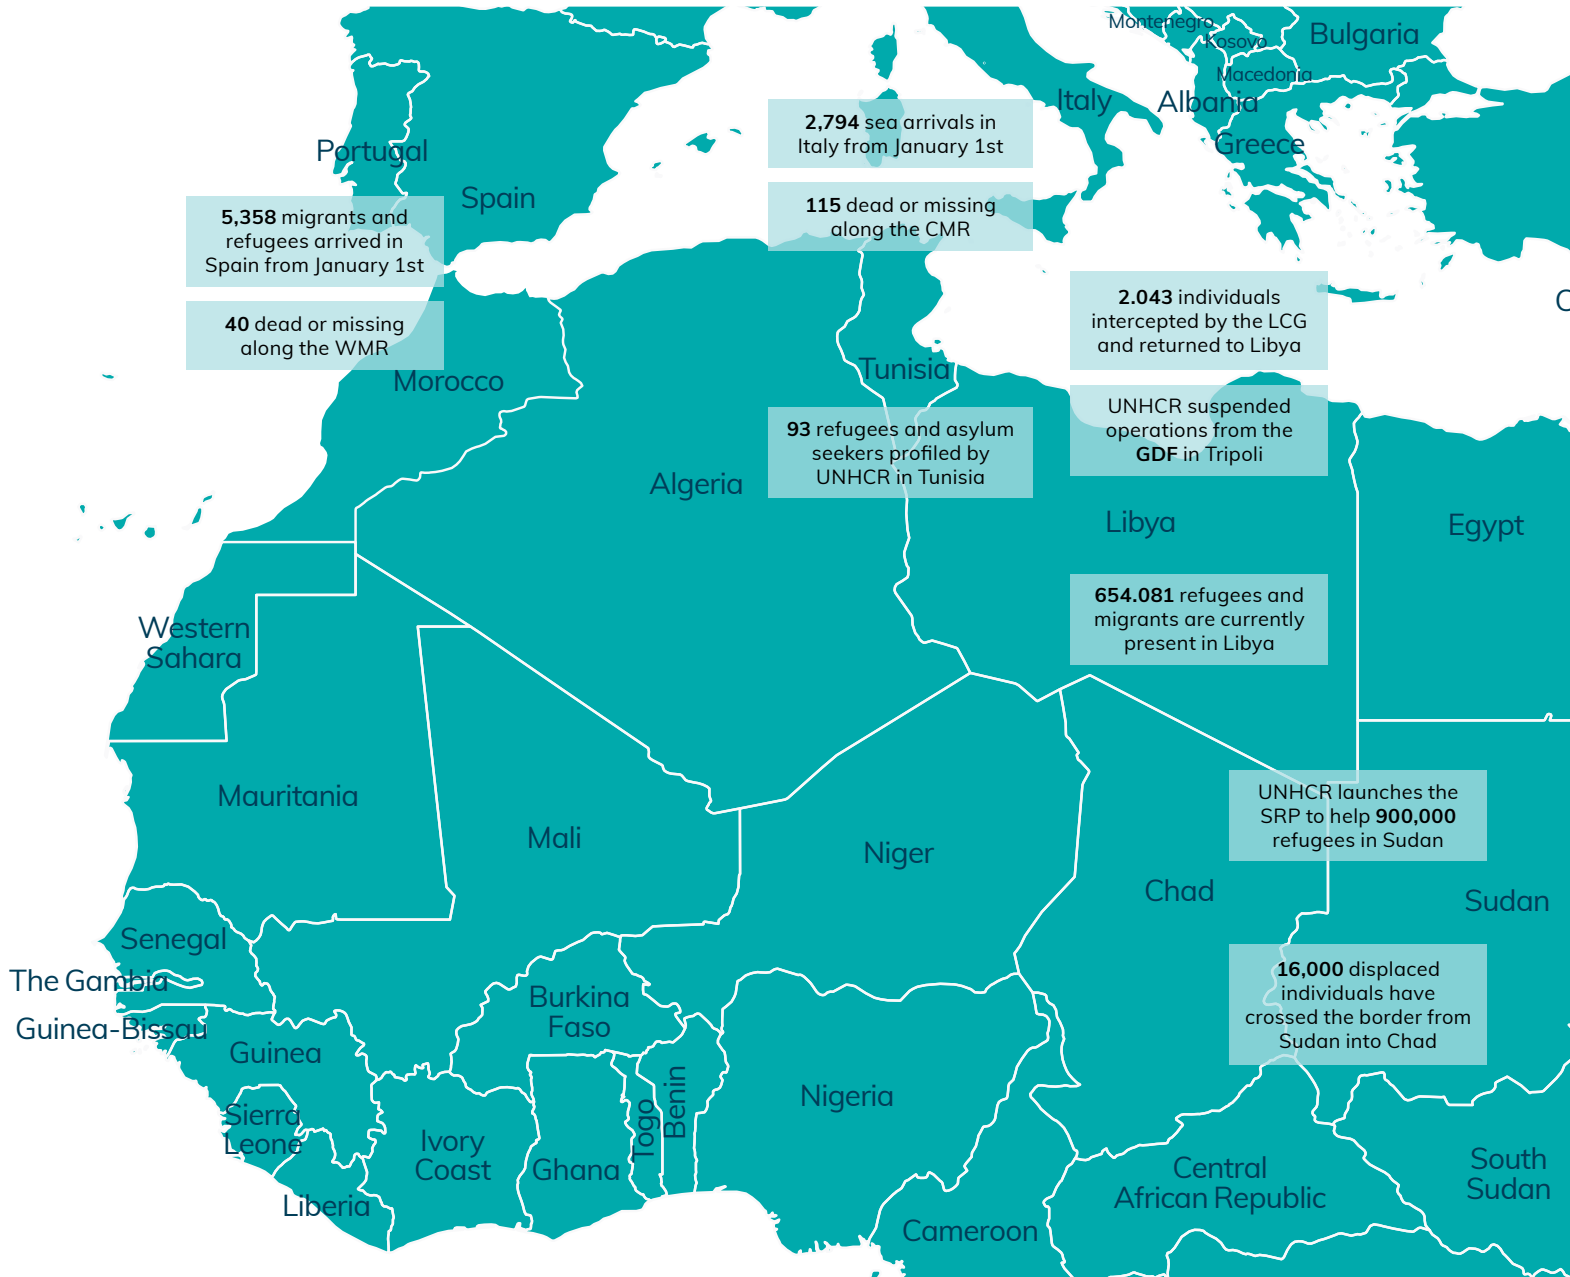 Montenegro
Kosovo
Bulgaria
Macedonia
Italy
Albania
Greece
Portugal
Spain
2,794 sea arrivals in
Italy from January 1st
115 dead or missing
along the CMR
5,358 migrants and
refugees arrived in
Spain from January 1st
40 dead or missing
along the WMR
2.043 individuals
intercepted by the LCG
and returned to Libya
C
Morocco
Tunisia
UNHCR suspended
operations from the
GDF in Tripoli
93 refugees and asylum
seekers profiled by
UNHCR in Tunisia
Algeria
Libya
Egypt
654.081 refugees and
migrants are currently
present in Libya
Western
Sahara
Mauritania
Mali
Niger
Chad
UNHCR launches the
SRP to help 900,000
refugees in Sudan
Sudan
Senegal
The Gambia
Guinea-Bissau
Guinea
Burkina
Faso
16,000 displaced
individuals have
crossed the border from
Sudan into Chad
Sierra
Leone
Liberia
Ivory
Coast
Ghana
Togo
Benin
Nigeria
Cameroon
Central
African Republic
South
Sudan